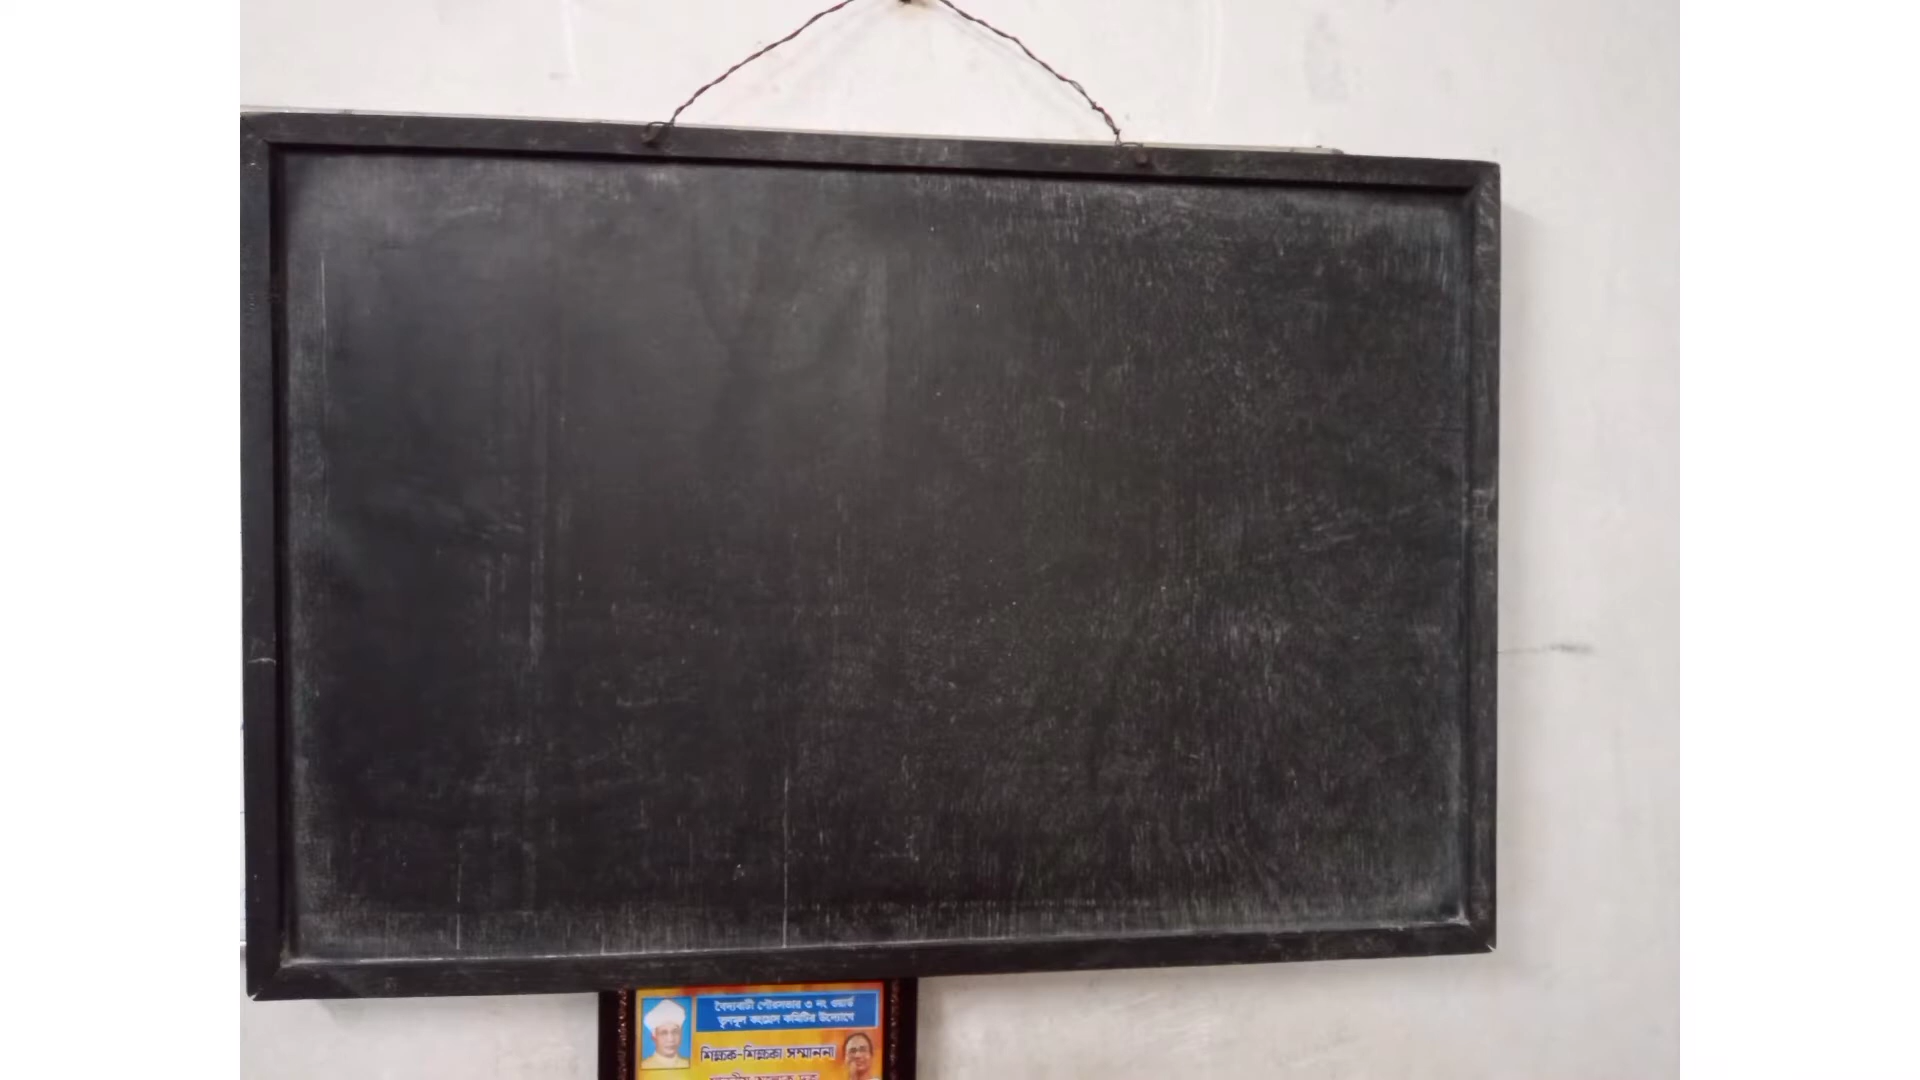 বৈদ্যবাটী পৌরসভার ৩ নং ওয়ার্ড
তৃণমূল কংগ্রেস কমিটির উদ্যোগে
শিক্ষক-শিক্ষিকা সম্মাননা